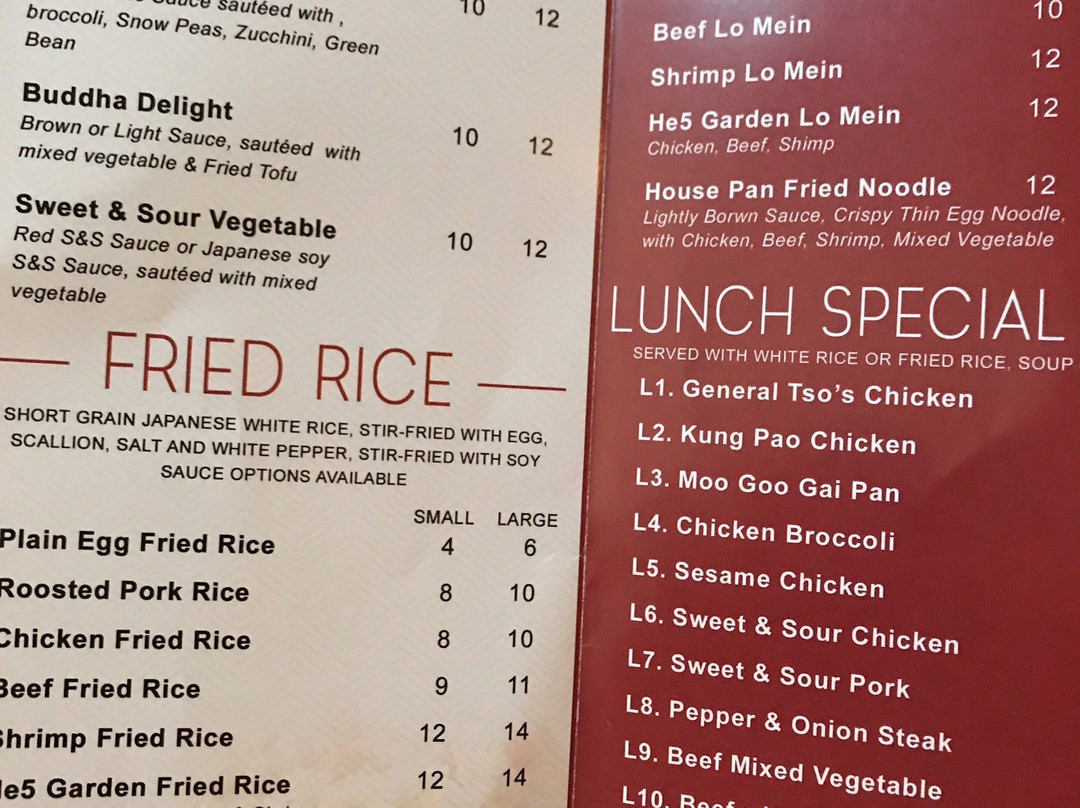 Sauce sautéed with , 10 12
broccoli, Snow Peas, Zucchini, Green
Bean
Buddha Delight 10 12
Brown or Light Sauce, sautéed with
mixed vegetable & Fried Tofu
Sweet & Sour Vegetable 10 12
Red S&S Sauce or Japanese soy
S&S Sauce, sautéed with mixed
vegetable
FRIED RICE
SHORT GRAIN JAPANESE WHITE RICE, STIR-FRIED WITH EGG,
SCALLION, SALT AND WHITE PEPPER, STIR-FRIED WITH SOY
SAUCE OPTIONS AVAILABLE
SMALL LARGE
Plain Egg Fried Rice 4 6
Roosted Pork Rice 8 10
Chicken Fried Rice 8 10
Beef Fried Rice 9 11
Shrimp Fried Rice 12 14
He5 Garden Fried Rice 12 14
10
Beef Lo Mein
Shrimp Lo Mein 12
He5 Garden Lo Mein 12
Chicken, Beef, Shimp
House Pan Fried Noodle 12
Lightly Borwn Sauce, Crispy Thin Egg Noodle,
with Chicken, Beef, Shrimp, Mixed Vegetable
LUNCH SPECIAL
SERVED WITH WHITE RICE OR FRIED RICE, SOUP
L1. General Tso's Chicken
L2. Kung Pao Chicken
L3. Moo Goo Gai Pan
L4. Chicken Broccoli
L5. Sesame Chicken
L6. Sweet & Sour Chicken
L7. Sweet & Sour Pork
L8. Pepper & Onion Steak
L9. Beef Mixed Vegetable
L10. Beef